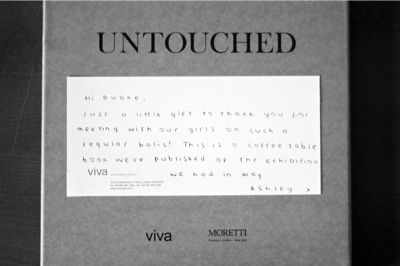 UNTOUCHED
Hi Duane,
Just a little gift to thank you for
meeting with our girls on such a
regular basis! This is a coffee table
book we've published of the exhibition
viva we had in May.
Ashley. x
viva MORETTI